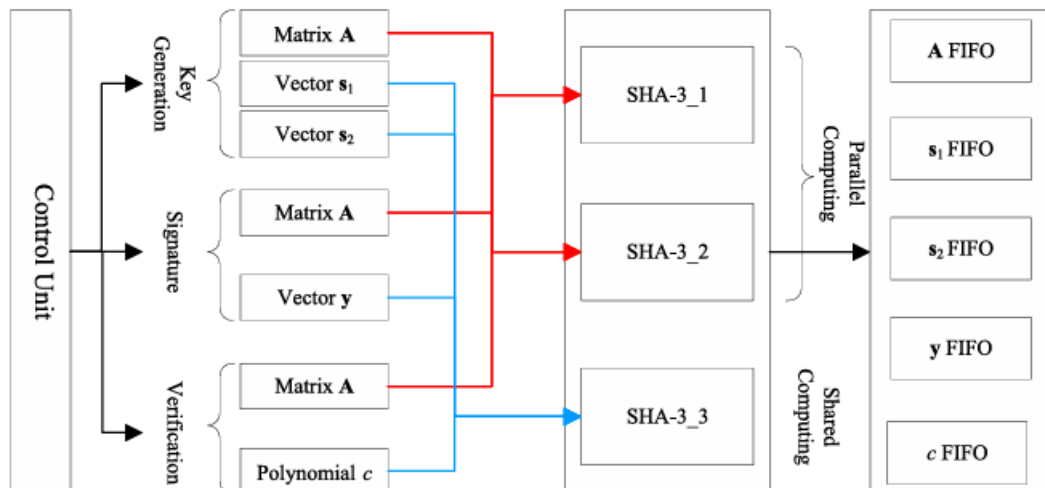 Control Unit
Key
Generation
Signature
Verification
Matrix A
Vector s₁
Vector s₂
Matrix A
Vector y
Matrix A
Polynomial c
SHA-3_1
SHA-3_2
SHA-3_3
Parallel
Computing
Shared
Computing
A FIFO
s₁ FIFO
s₂ FIFO
y FIFO
c FIFO